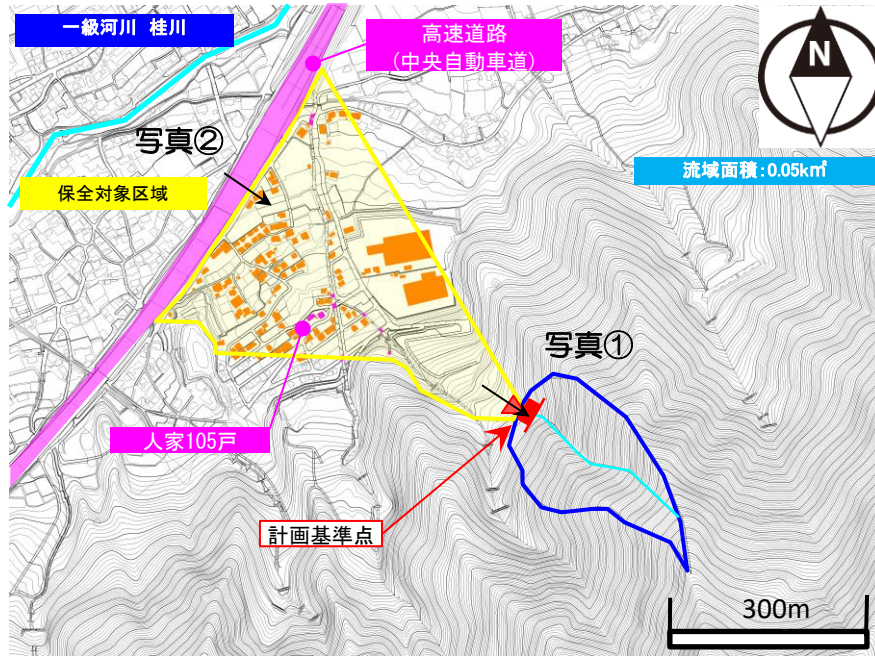 一級河川 桂川
高速道路
(中央自動車道)
N
写真②
流域面積:0.05k㎡
保全対象区域
写真①
人家105戸
計画基準点
300m